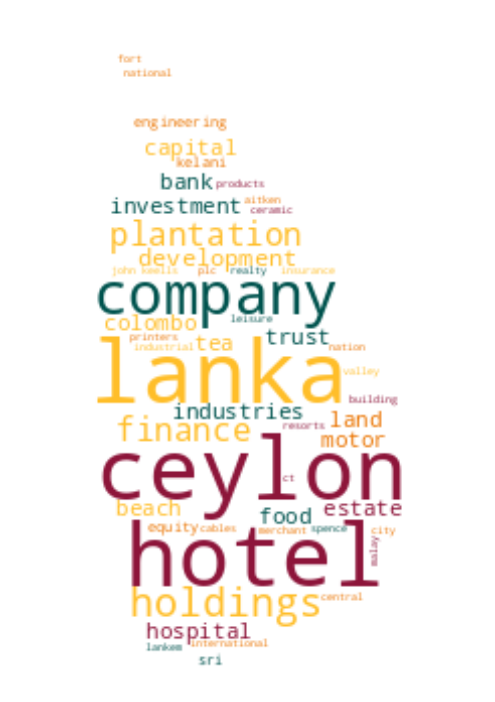 fort
national
engineering
capital
kelani
bank products
investment aitken
ceramic
plantation
development
john keells plc realty insurance
company
colombo leisure
printers trust
industrial tea nation
lanka valley
building
industries
finance resorts land
motor
ceylon ct
beach food estate
equity cables merchant spence city
hotel malay
holdings central
hospital
lankem international
sri